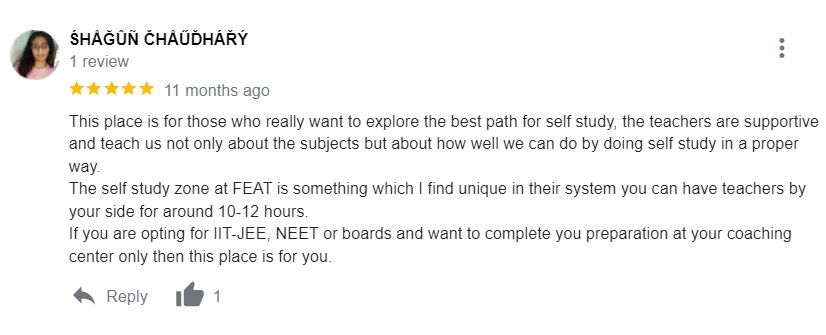 ŚHÂĞÛÑ ČHÂŰĎHÁŘÝ
1 review
11 months ago
This place is for those who really want to explore the best path for self study, the teachers are supportive
and teach us not only about the subjects but about how well we can do by doing self study in a proper
way.
The self study zone at FEAT is something which I find unique in their system you can have teachers by
your side for around 10-12 hours.
If you are opting for IIT-JEE, NEET or boards and want to complete you preparation at your coaching
center only then this place is for you.
Reply 1